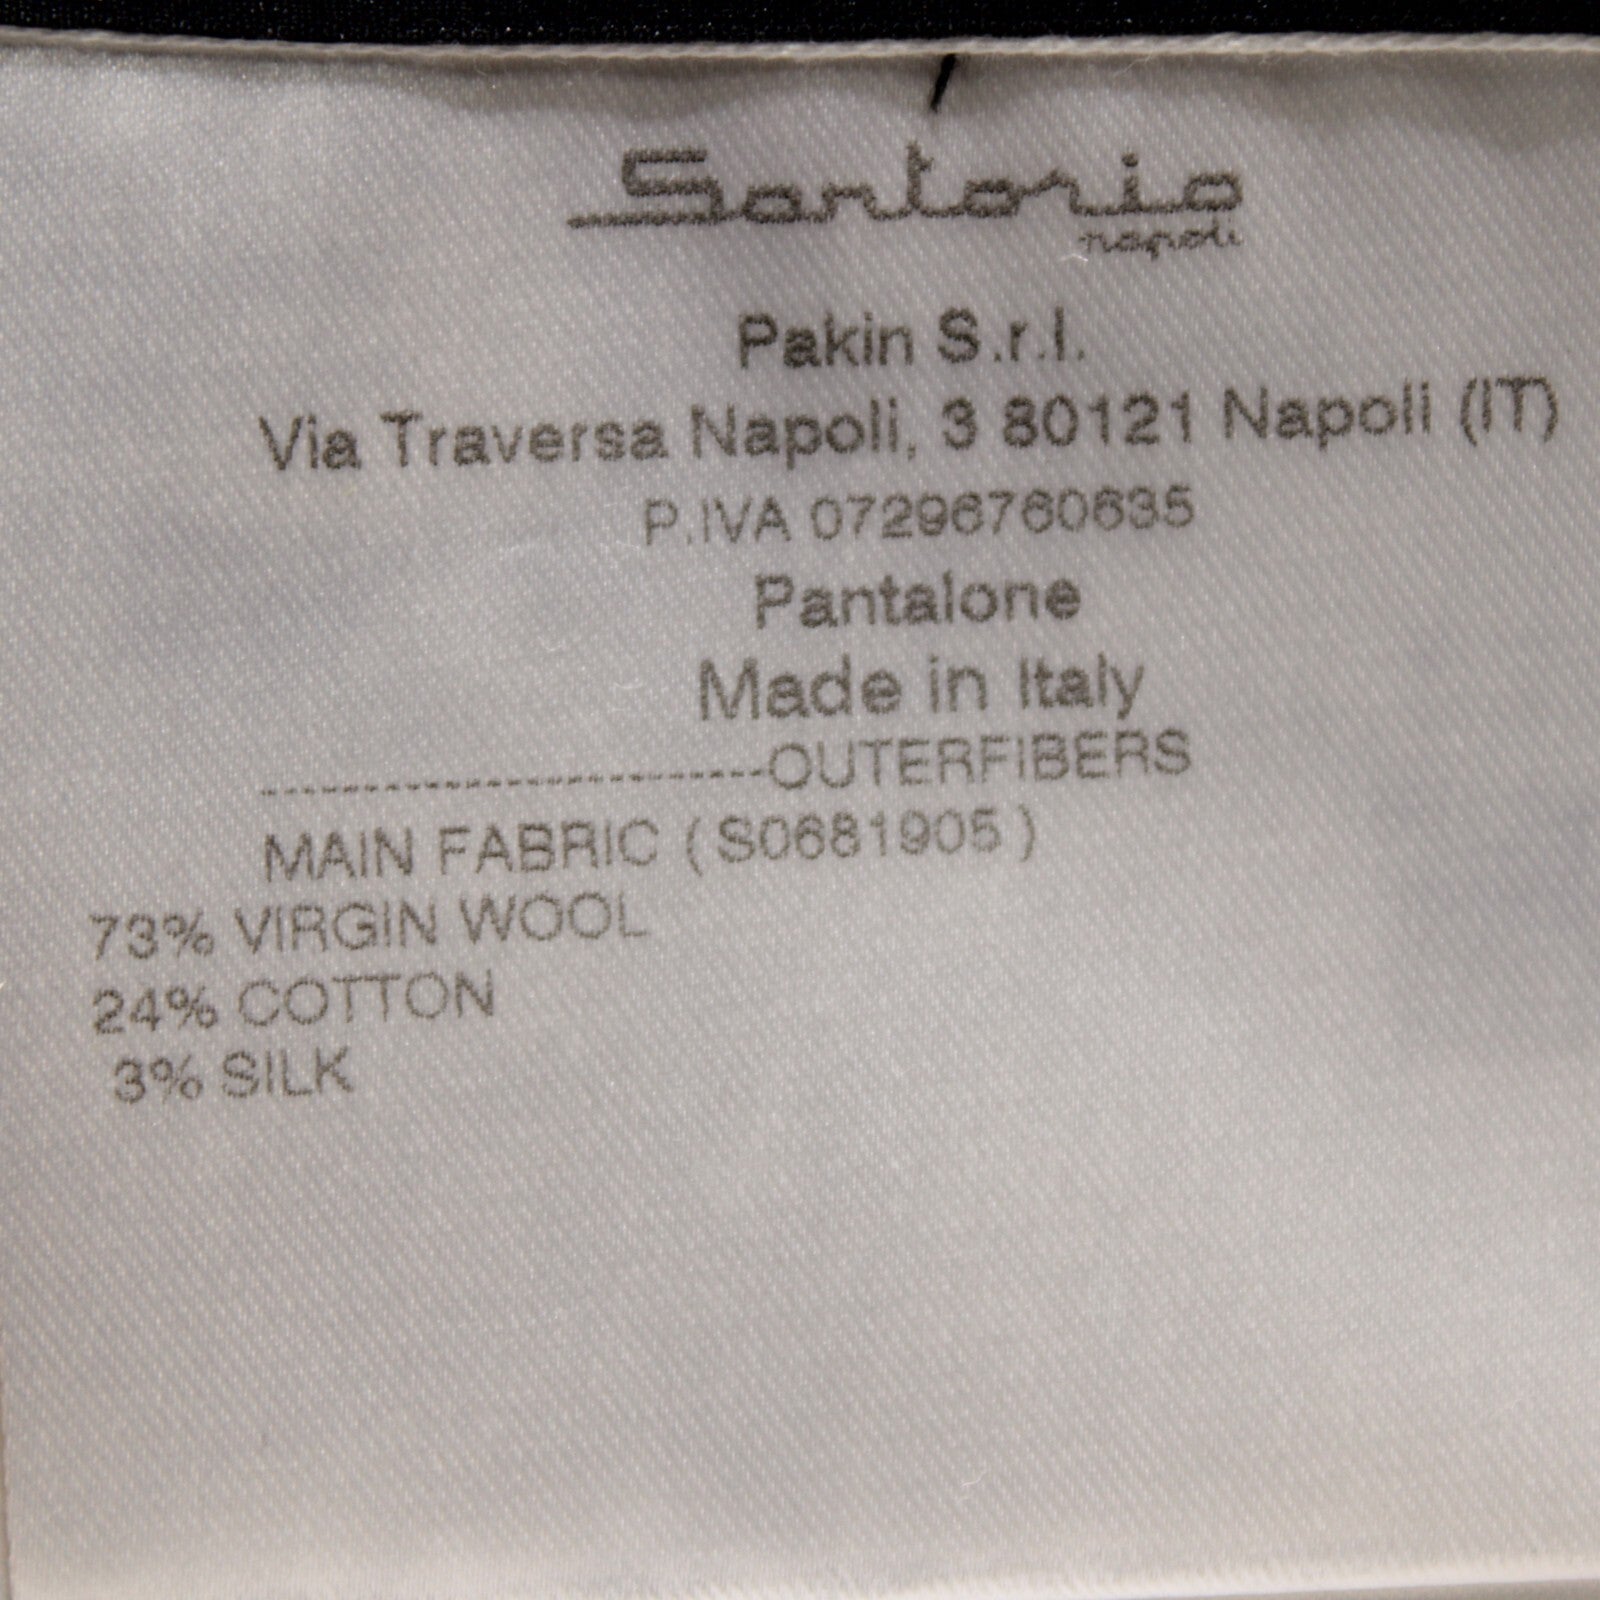 Sartorio
napoli
Pakin S.r.l.
Via Traversa Napoli, 3 80121 Napoli (IT)
P.IVA 07296760635
Pantalone
Made in Italy
-------------------------OUTERFIBERS
MAIN FABRIC ( S0681905 )
73% VIRGIN WOOL
24% COTTON
3% SILK